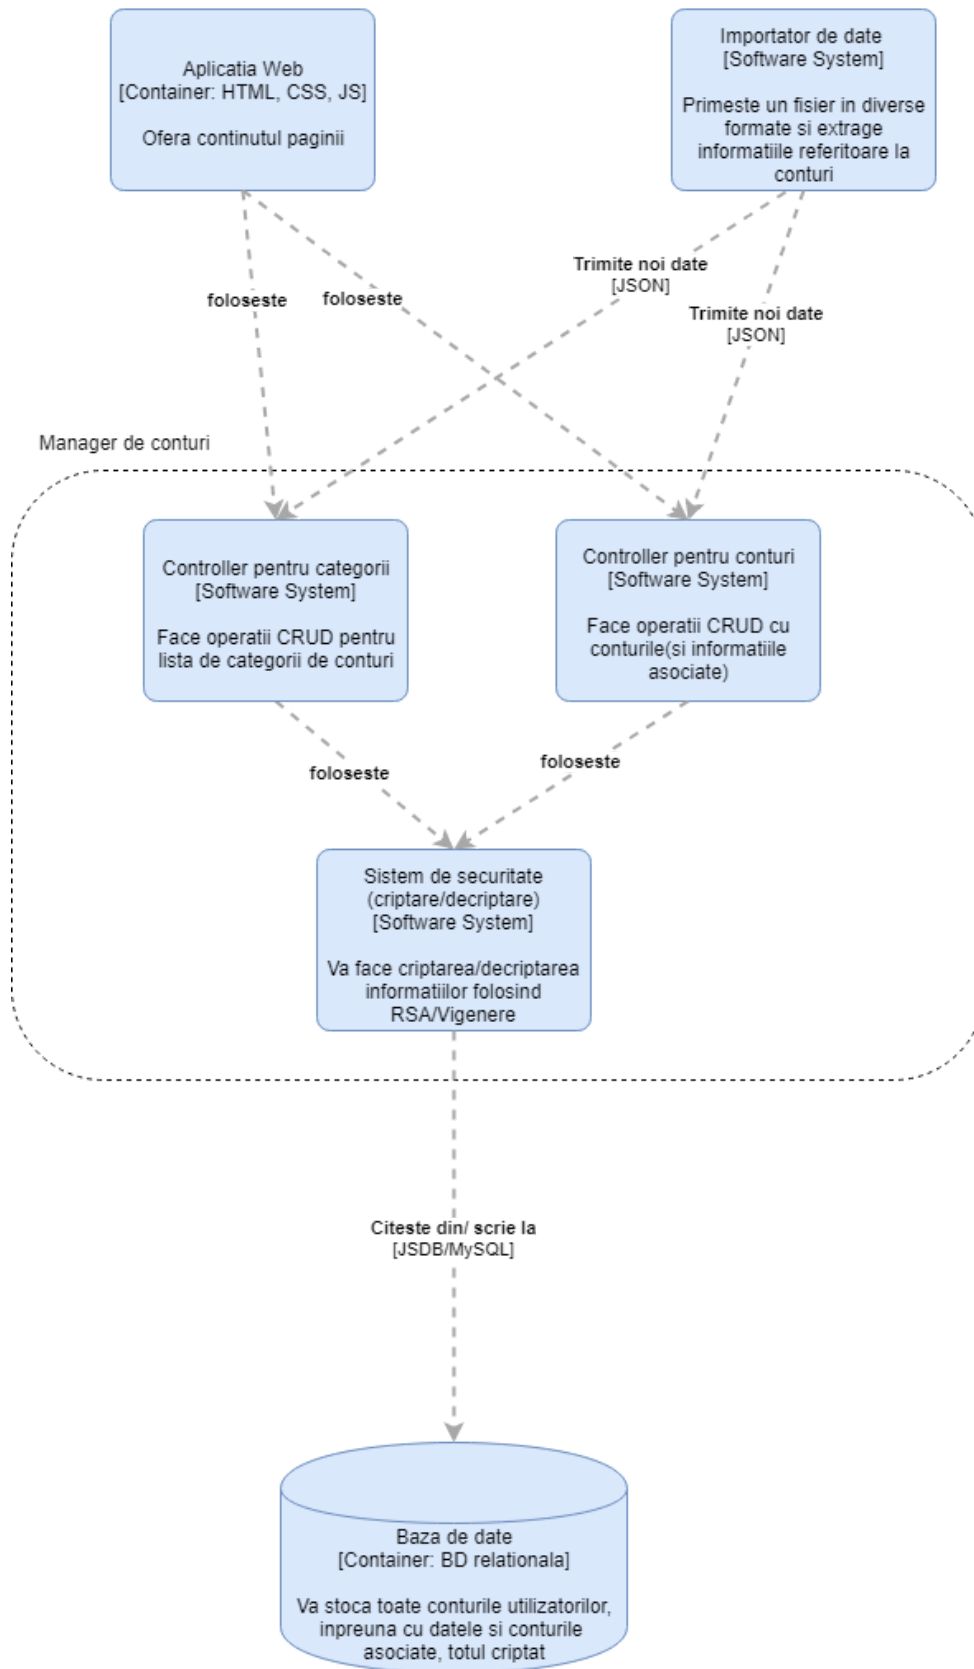 Aplicatia Web
[Container: HTML, CSS, JS]
Ofera continutul paginii
Importator de date
[Software System]
Primeste un fisier in diverse
formate si extrage
informatiile referitoare la
conturi
foloseste
foloseste
Trimite noi date
[JSON]
Trimite noi date
[JSON]
Manager de conturi
Controller pentru categorii
[Software System]
Face operatii CRUD pentru
lista de categorii de conturi
Controller pentru conturi
[Software System]
Face operatii CRUD cu
conturile(si informatiile
asociate)
foloseste
foloseste
Sistem de securitate
(criptare/decriptare)
[Software System]
Va face criptarea/decriptarea
informatiilor folosind
RSA/Vigenere
Citeste din/ scrie la
[JSDB/MySQL]
Baza de date
[Container: BD relationala]
Va stoca toate conturile utilizatorilor,
inpreuna cu datele si conturile
asociate, totul criptat